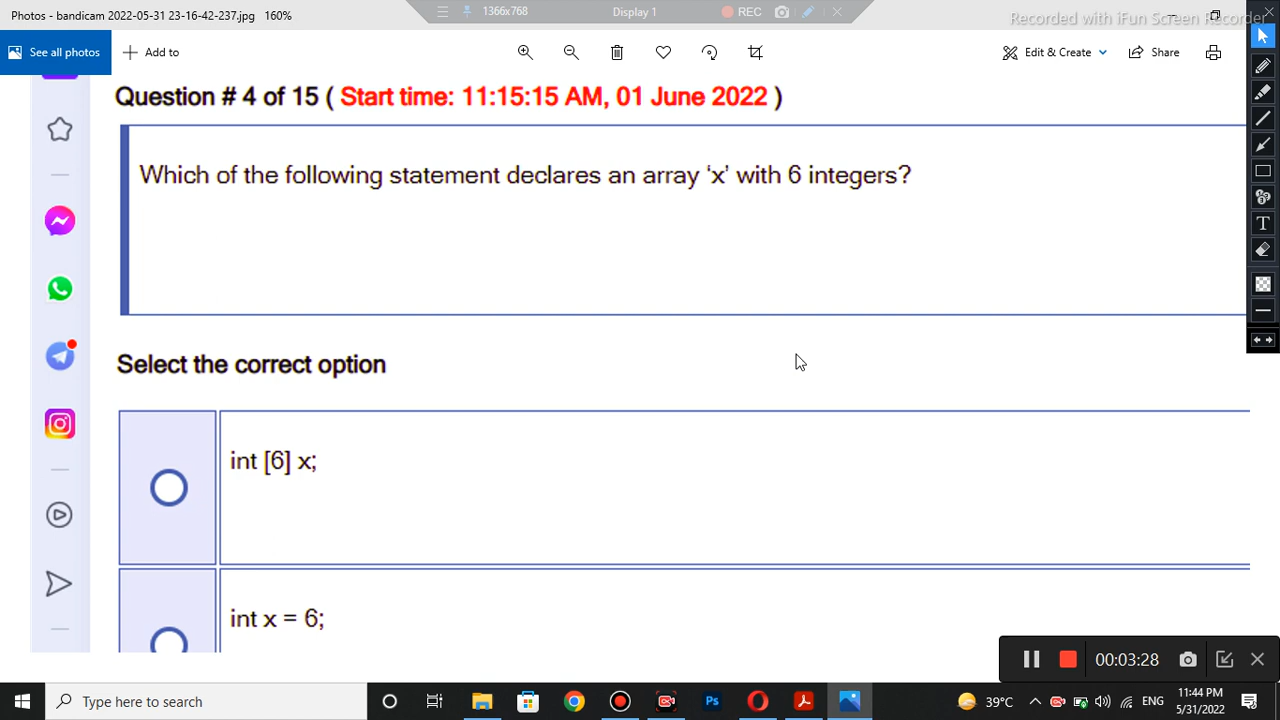 Photos - bandicam 2022-05-31 23-16-42-237.jpg 160%
1366x768
Display 1
REC
Recorded with iFun Screen Recorder
See all photos
Add to
Edit & Create
Share
Question # 4 of 15 ( Start time: 11:15:15 AM, 01 June 2022 )
Which of the following statement declares an array ‘x’ with 6 integers?
Select the correct option
int [6] x;
int x = 6;
00:03:28
Type here to search
Ps
39°C
ENG
11:44 PM
5/31/2022